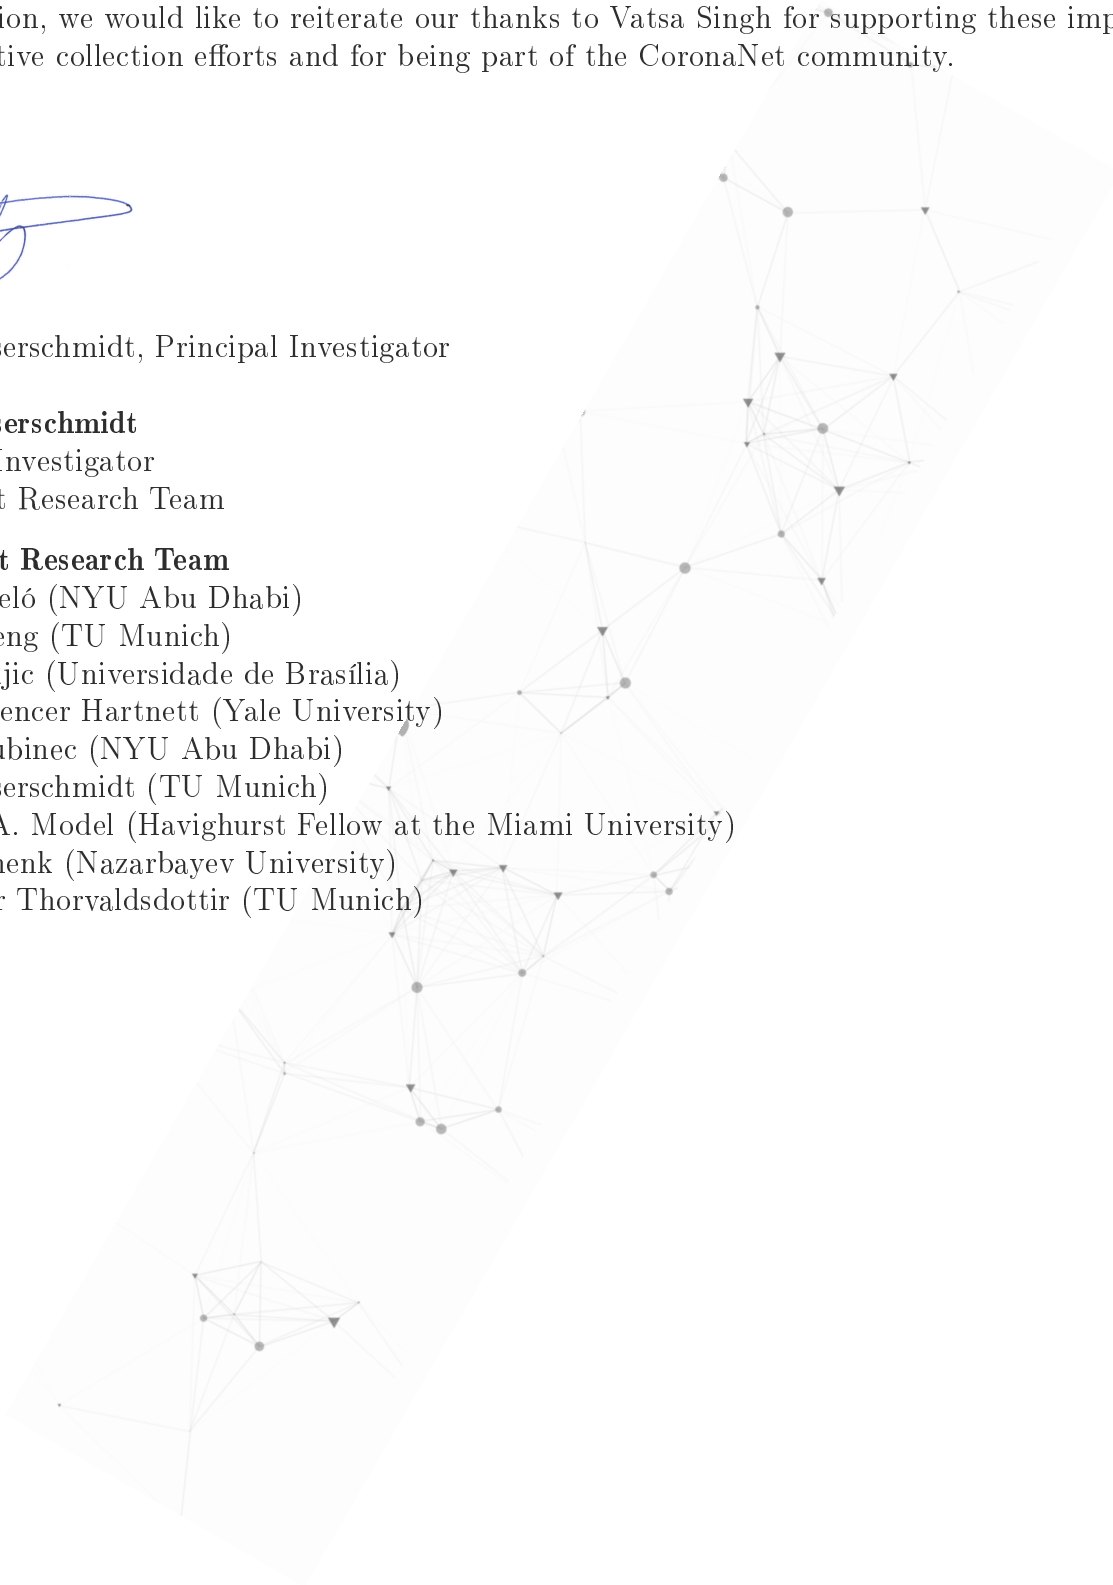 ion, we would like to reiterate our thanks to Vatsa Singh for supporting these imp
tive collection efforts and for being part of the CoronaNet community.
serschmidt, Principal Investigator
serschmidt
Investigator
t Research Team
t Research Team
eló (NYU Abu Dhabi)
eng (TU Munich)
jic (Universidade de Brasília)
encer Hartnett (Yale University)
ubinec (NYU Abu Dhabi)
serschmidt (TU Munich)
A. Model (Havighurst Fellow at the Miami University)
henk (Nazarbayev University)
r Thorvaldsdottir (TU Munich)